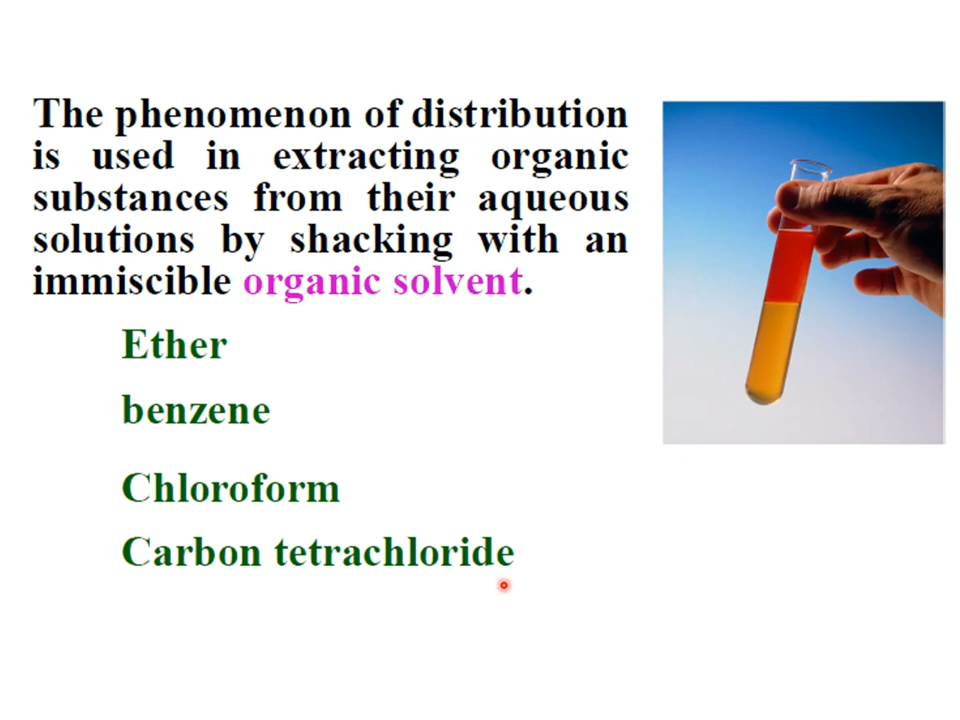 The phenomenon of distribution
is used in extracting organic
substances from their aqueous
solutions by shacking with an
immiscible organic solvent.
Ether
benzene
Chloroform
Carbon tetrachloride